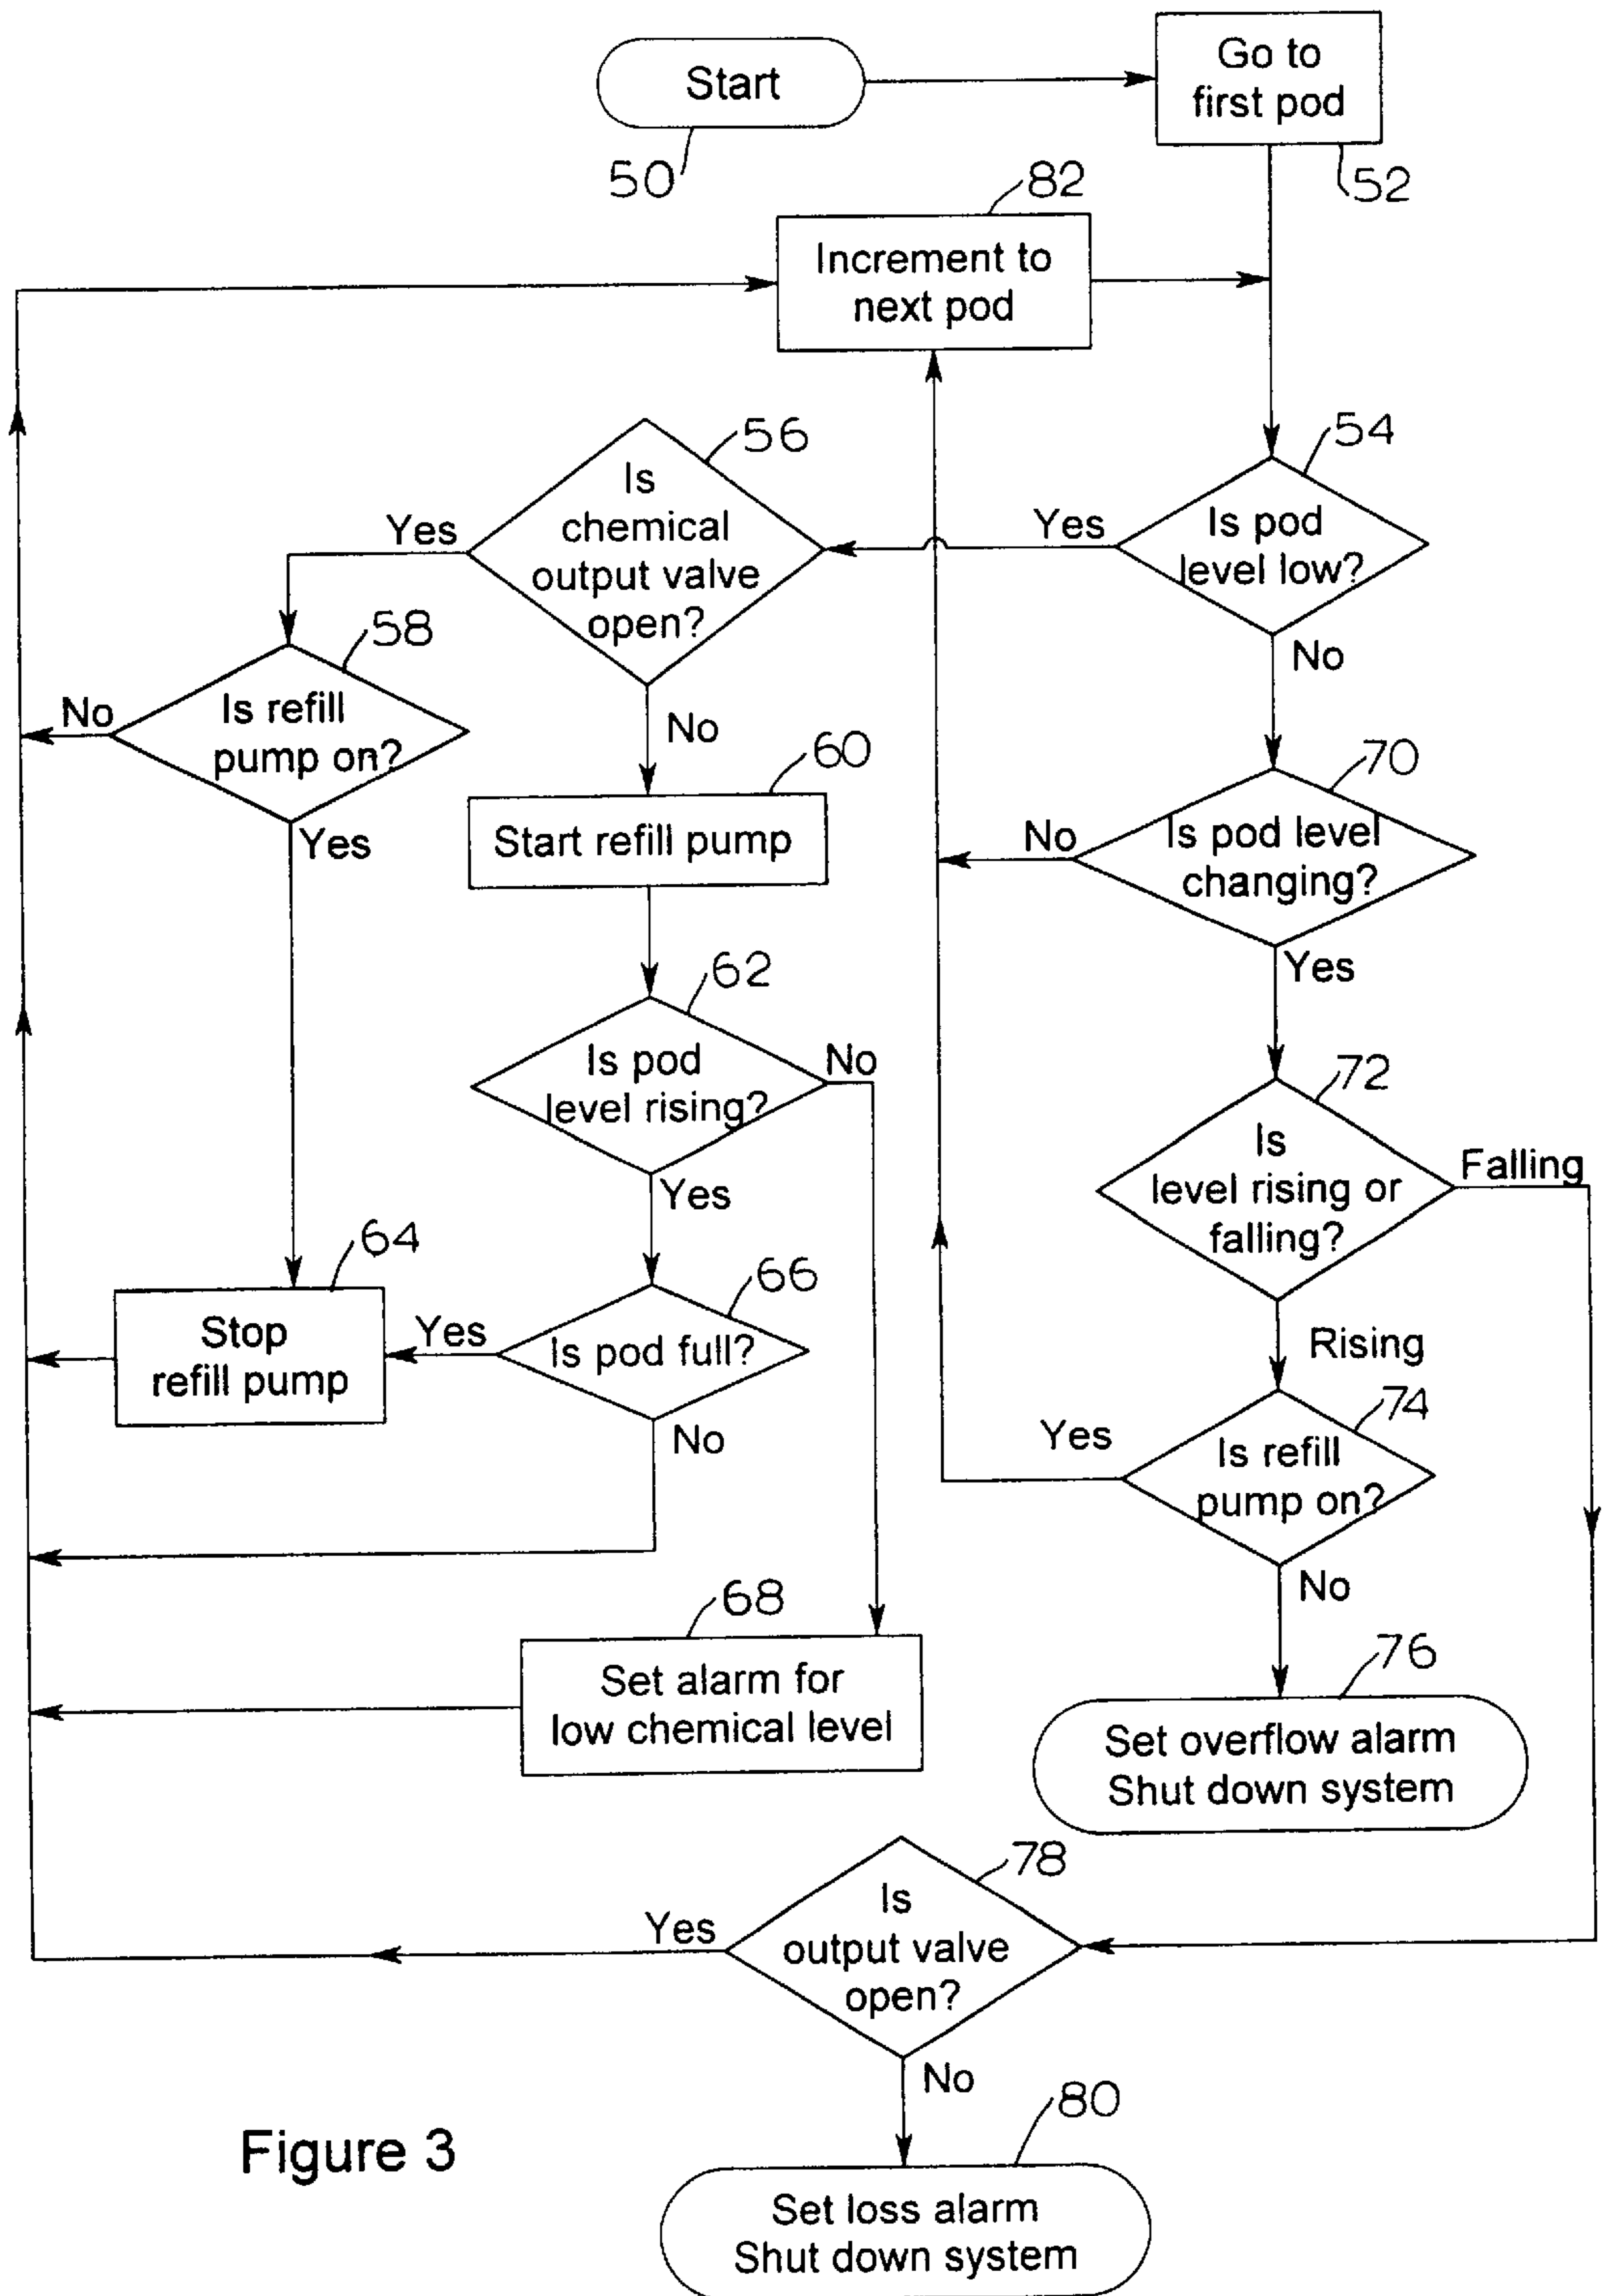 Start
50
Go to
first pod
52
82
Increment to
next pod
56
Is
chemical
output valve
open?
Yes
No
54
Is pod
level low?
Yes
No
58
Is refill
pump on?
No
Yes
60
Start refill pump
70
Is pod level
changing?
No
Yes
62
Is pod
level rising?
No
Yes
72
Is
level rising or
falling?
Falling
Rising
64
Stop
refill pump
66
Is pod full?
Yes
No
74
Is refill
pump on?
Yes
No
68
Set alarm for
low chemical level
76
Set overflow alarm
Shut down system
78
Is
output valve
open?
Yes
No
80
Set loss alarm
Shut down system
Figure 3